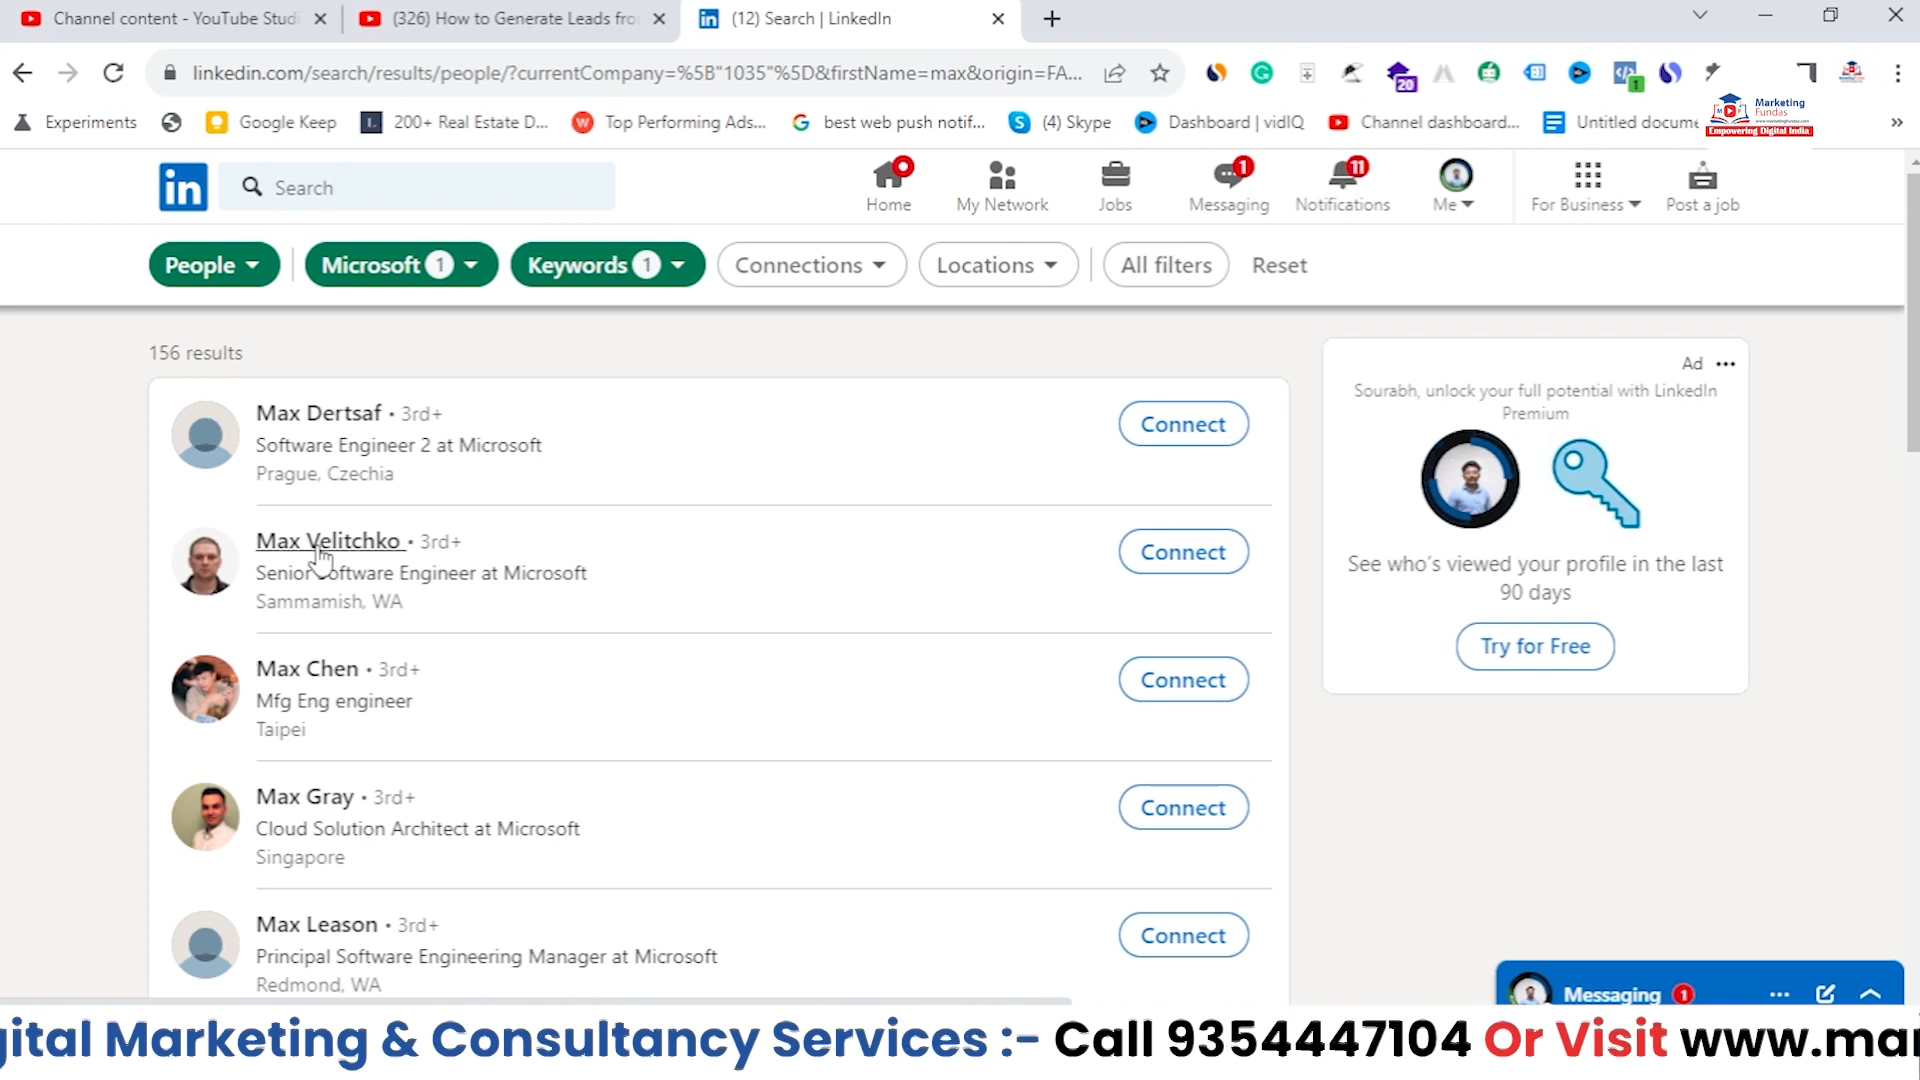 Channel content - YouTube Studi
(326) How to Generate Leads fro
(12) Search | LinkedIn
linkedin.com/search/results/people/?currentCompany=%5B"1035"%5D&firstName=max&origin=FA...
20
1
Experiments
Google Keep
200+ Real Estate D...
Top Performing Ads...
best web push notif...
(4) Skype
Dashboard | vidIQ
Channel dashboard...
Untitled docume
Marketing
Fundas
Empowering Digital India
in
Search
Home
My Network
Jobs
1
Messaging
11
Notifications
Me
For Business
Post a job
People
Microsoft 1
Keywords 1
Connections
Locations
All filters
Reset
156 results
Max Dertsaf • 3rd+
Software Engineer 2 at Microsoft
Prague, Czechia
Connect
Max Velitchko • 3rd+
Senior Software Engineer at Microsoft
Sammamish, WA
Connect
Max Chen • 3rd+
Mfg Eng engineer
Taipei
Connect
Max Gray • 3rd+
Cloud Solution Architect at Microsoft
Singapore
Connect
Max Leason • 3rd+
Principal Software Engineering Manager at Microsoft
Redmond, WA
Connect
Ad
Sourabh, unlock your full potential with LinkedIn
Premium
See who's viewed your profile in the last
90 days
Try for Free
Messaging 1
gital Marketing & Consultancy Services :- Call 9354447104 Or Visit www.mar